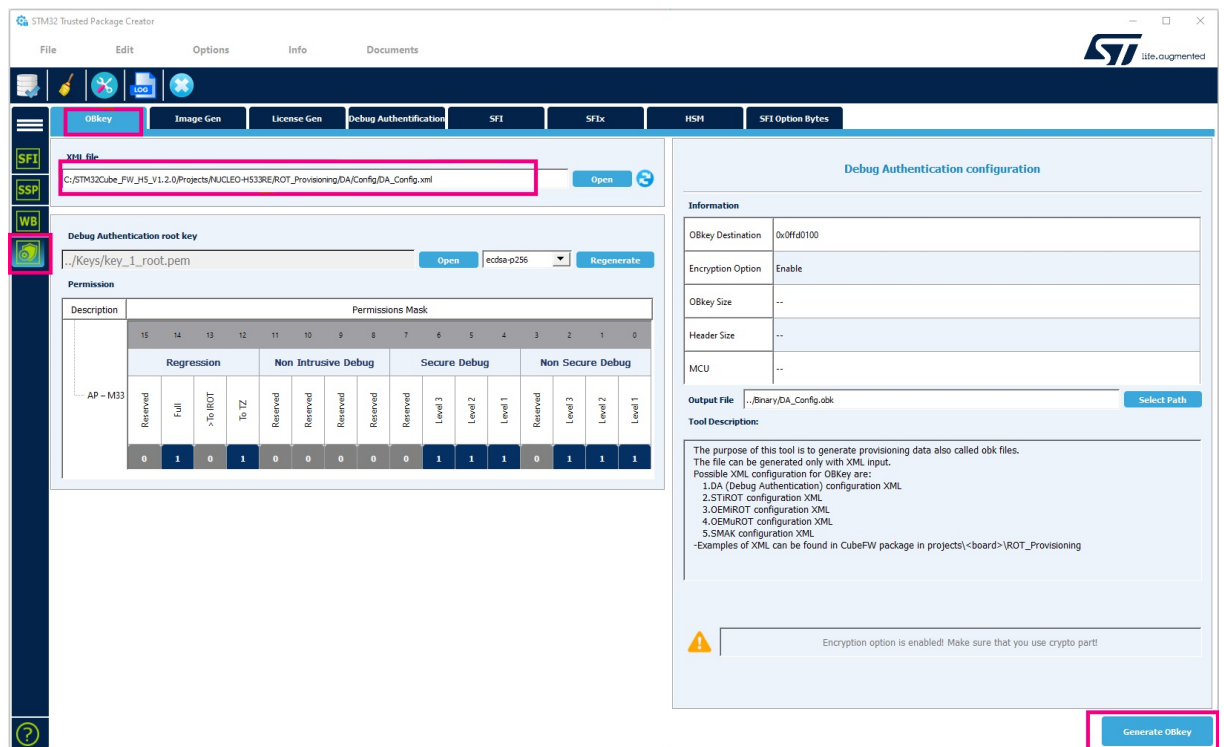 STM32 Trusted Package Creator
File Edit Options Info Documents
ST life.augmented
LOG
OBkey Image Gen License Gen Debug Authentification SFI SFIx HSM SFI Option Bytes
SFI
SSP
WB
XML file
C:/STM32Cube_FW_H5_V1.2.0/Projects/NUCLEO-H533RE/ROT_Provisioning/DA/Config/DA_Config.xml Open
Debug Authentication root key
../Keys/key_1_root.pem Open ecdsa-p256 Regenerate
Permission
Description Permissions Mask
15 14 13 12 11 10 9 8 7 6 5 4 3 2 1 0
Regression Non Intrusive Debug Secure Debug Non Secure Debug
AP – M33 Reserved Full >To IROT To TZ Reserved Reserved Reserved Reserved Reserved Level 3 Level 2 Level 1 Reserved Level 3 Level 2 Level 1
0 1 0 1 0 0 0 0 0 1 1 1 0 1 1 1
Debug Authentication configuration
Information
OBkey Destination 0x0ffd0100
Encryption Option Enable
OBkey Size --
Header Size --
MCU --
Output File ../Binary/DA_Config.obk Select Path
Tool Description:
The purpose of this tool is to generate provisioning data also called obk files.
The file can be generated only with XML input.
Possible XML configuration for OBKey are:
1.DA (Debug Authentication) configuration XML
2.STiROT configuration XML
3.OEMiROT configuration XML
4.OEMuROT configuration XML
5.SMAK configuration XML
-Examples of XML can be found in CubeFW package in projects\<board>\ROT_Provisioning
Encryption option is enabled! Make sure that you use crypto part!
?
Generate OBkey